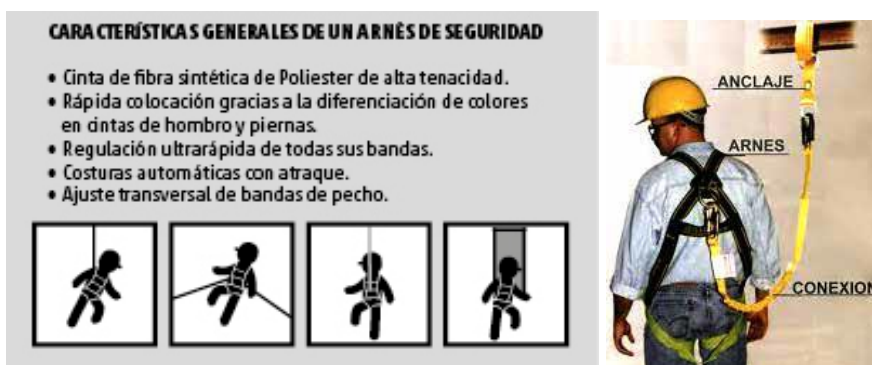 CARACTERÍSTICAS GENERALES DE UN ARNÊS DE SEGURIDAD
• Cinta de fibra sintética de Poliester de alta tenacidad.
• Rápida colocación gracias a la diferenciación de colores
en cintas de hombro y piernas.
• Regulación ultrarápida de todas sus bandas.
• Costuras automáticas con atraque.
• Ajuste transversal de bandas de pecho.
ANCLAJE
ARNES
CONEXION